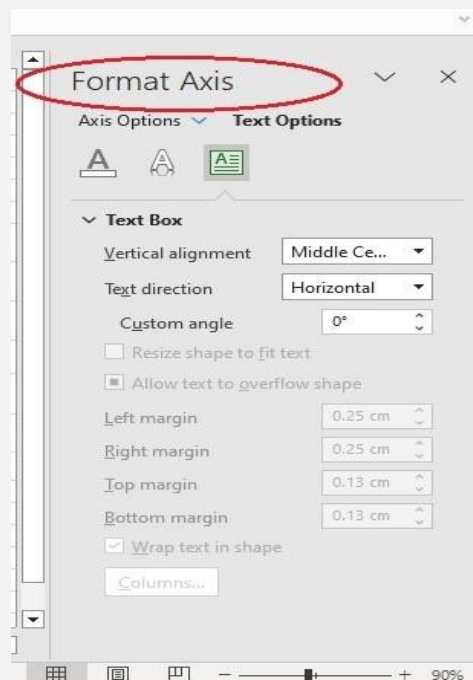 Format Axis
Axis Options Text Options
A A A
Text Box
Vertical alignment Middle Ce...
Text direction Horizontal
Custom angle 0°
Resize shape to fit text
Allow text to overflow shape
Left margin 0.25 cm
Right margin 0.25 cm
Top margin 0.13 cm
Bottom margin 0.13 cm
Wrap text in shape
Columns...
90%